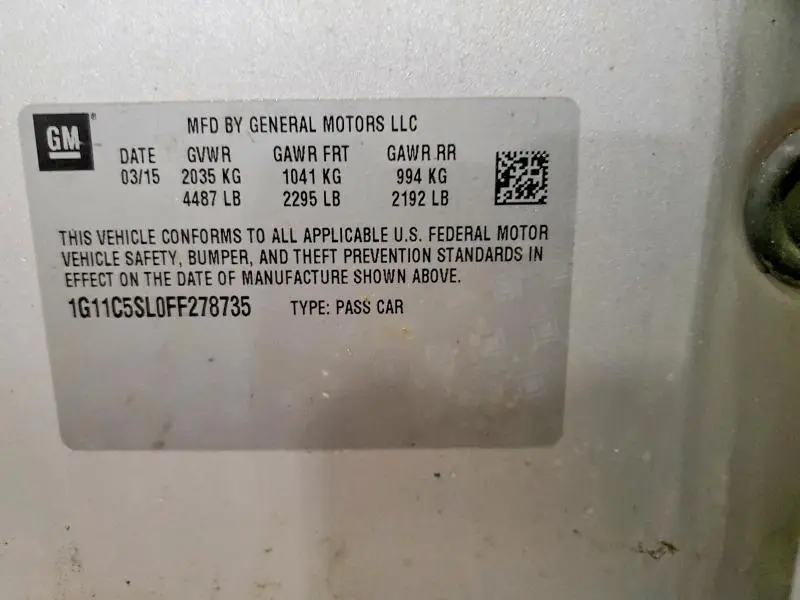 GM
MFD BY GENERAL MOTORS LLC
DATE GVWR GAWR FRT GAWR RR
03/15 2035 KG 1041 KG 994 KG
4487 LB 2295 LB 2192 LB
THIS VEHICLE CONFORMS TO ALL APPLICABLE U.S. FEDERAL MOTOR
VEHICLE SAFETY, BUMPER, AND THEFT PREVENTION STANDARDS IN
EFFECT ON THE DATE OF MANUFACTURE SHOWN ABOVE.
1G11C5SL0FF278735 TYPE: PASS CAR